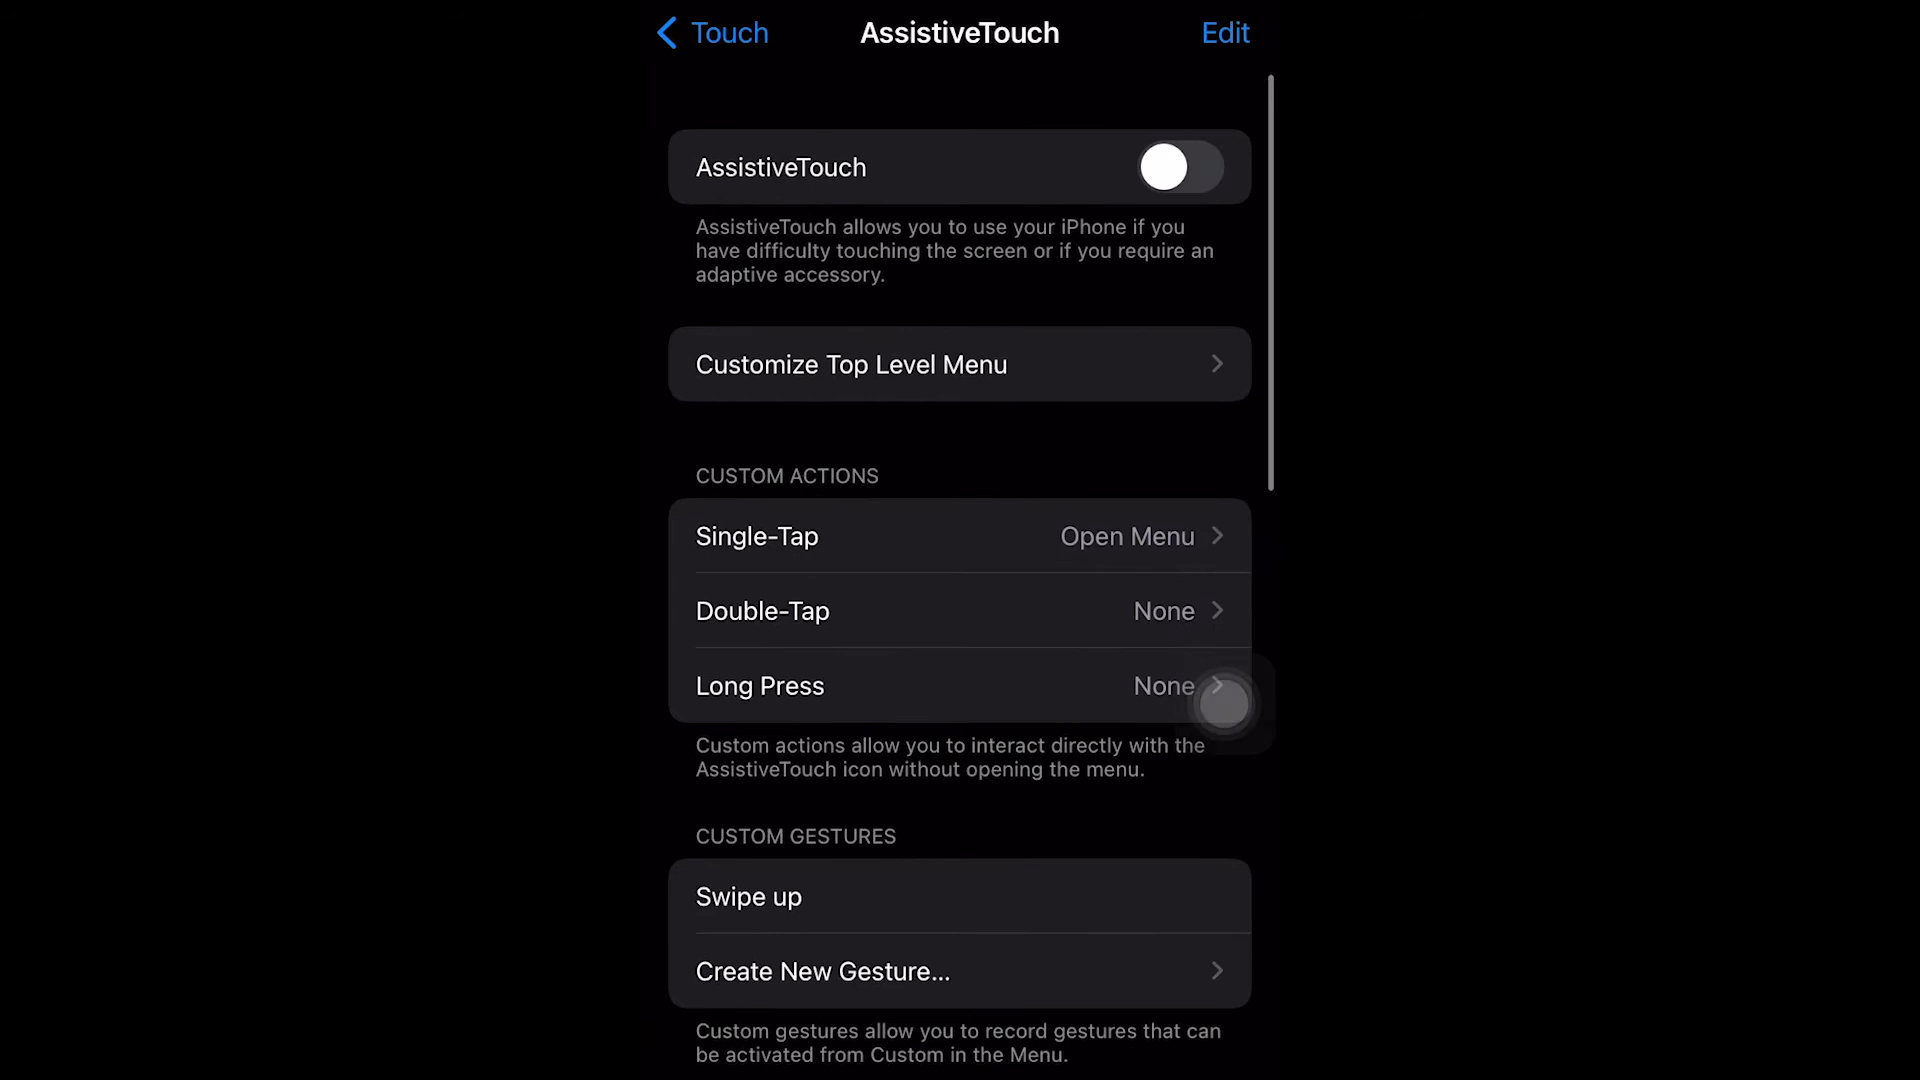 Touch
AssistiveTouch
Edit
AssistiveTouch
AssistiveTouch allows you to use your iPhone if you
have difficulty touching the screen or if you require an
adaptive accessory.
Customize Top Level Menu
CUSTOM ACTIONS
Single-Tap Open Menu
Double-Tap None
Long Press None
Custom actions allow you to interact directly with the
AssistiveTouch icon without opening the menu.
CUSTOM GESTURES
Swipe up
Create New Gesture...
Custom gestures allow you to record gestures that can
be activated from Custom in the Menu.